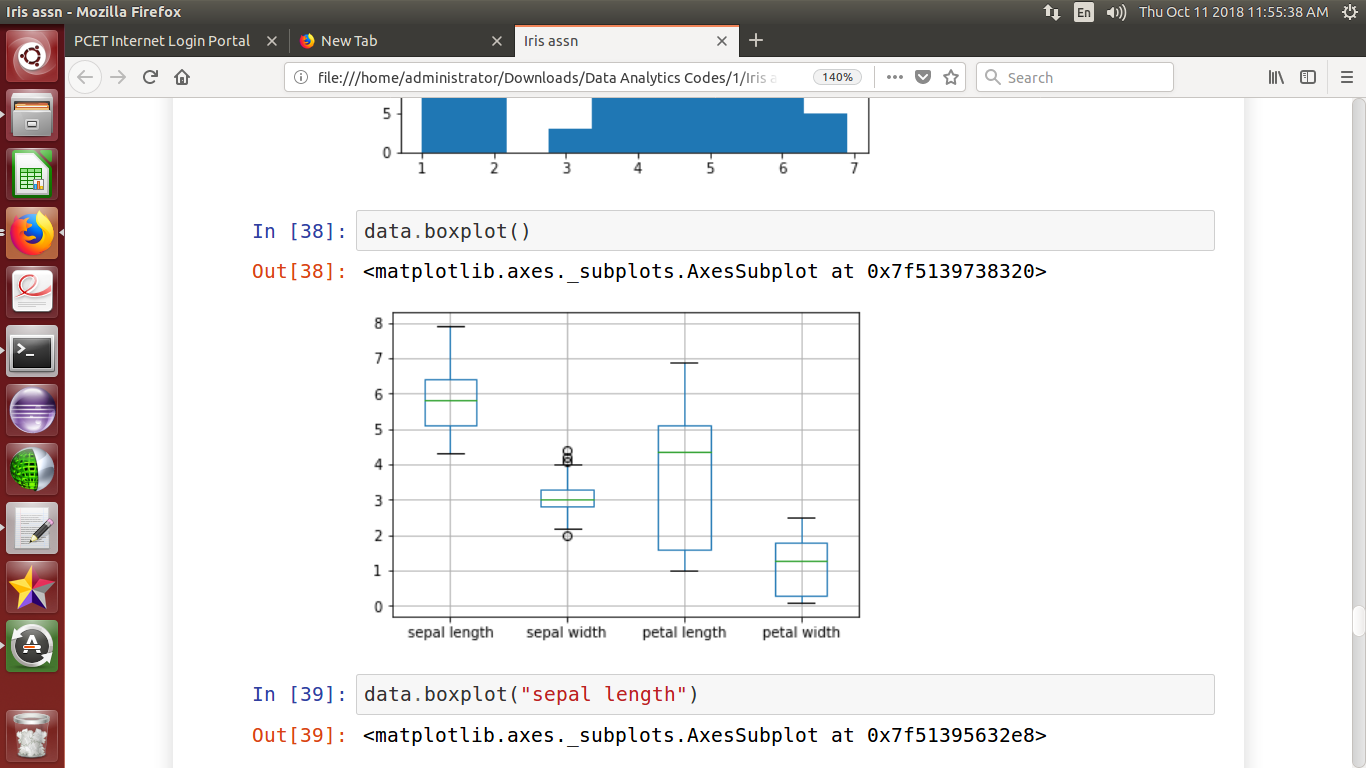 Iris assn - Mozilla Firefox
En
Thu Oct 11 2018 11:55:38 AM
PCET Internet Login Portal
New Tab
Iris assn
file:///home/administrator/Downloads/Data Analytics Codes/1/Iris a
140%
Search
5
0
1 2 3 4 5 6 7
In [38]: data.boxplot()
Out[38]: <matplotlib.axes._subplots.AxesSubplot at 0x7f5139738320>
8
7
6
5
4
3
2
1
0
sepal length sepal width petal length petal width
In [39]: data.boxplot("sepal length")
Out[39]: <matplotlib.axes._subplots.AxesSubplot at 0x7f51395632e8>